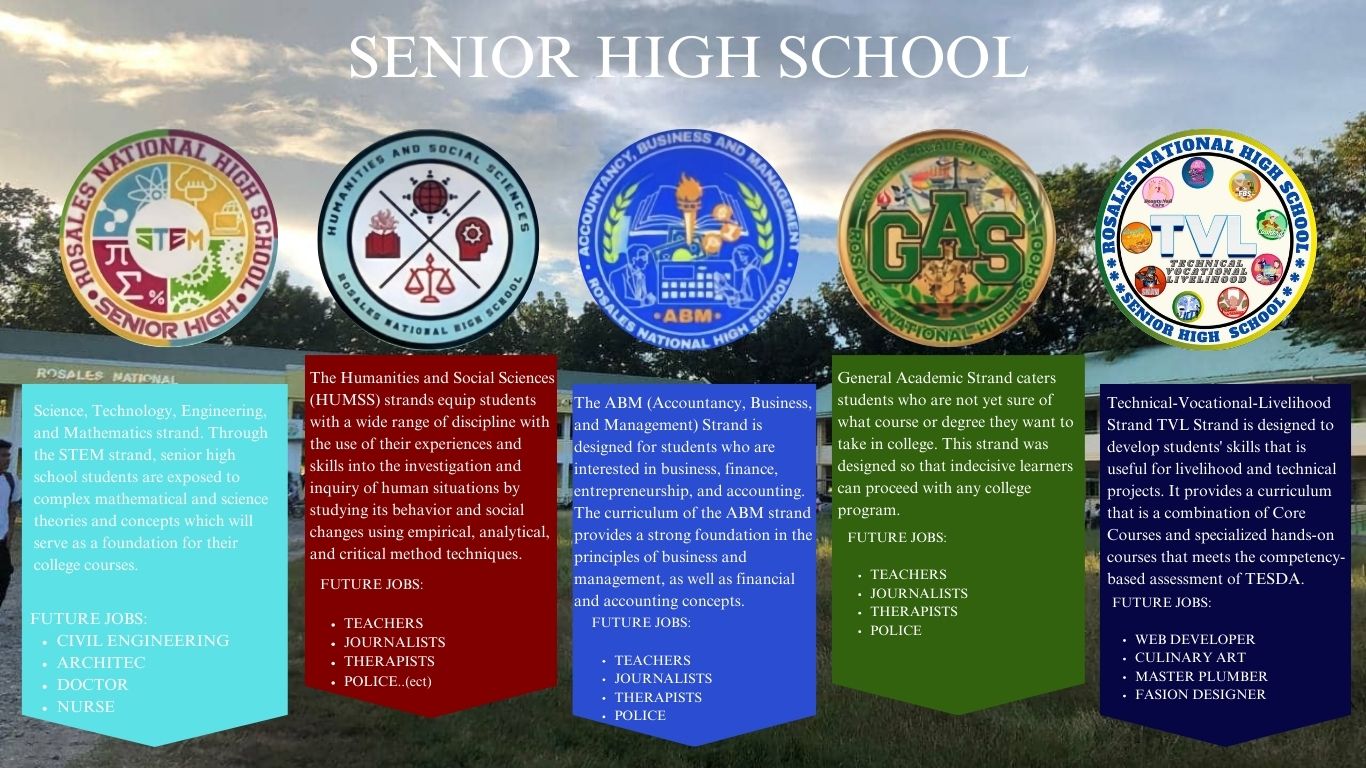 SENIOR HIGH SCHOOL
ROSALES NATIONAL HIGH SCHOOL
STEM
SENIOR HIGH
HUMANITIES AND SOCIAL SCIENCES
ROSALES NATIONAL HIGH SCHOOL
ACCOUNTANCY, BUSINESS AND MANAGEMENT
ABM
ROSALES NATIONAL HIGH SCHOOL
GENERAL ACADEMIC STRAND
GAS
NATIONAL HIGH SCHOOL
ROSALES NATIONAL HIGH SCHOOL
TVL
TECHNICAL
VOCATIONAL
LIVELIHOOD
SENIOR HIGH SCHOOL
ROSALES NATIONAL
Science, Technology, Engineering,
and Mathematics strand. Through
the STEM strand, senior high
school students are exposed to
complex mathematical and science
theories and concepts which will
serve as a foundation for their
college courses.
FUTURE JOBS:
• CIVIL ENGINEERING
• ARCHITEC
• DOCTOR
• NURSE
The Humanities and Social Sciences
(HUMSS) strands equip students
with a wide range of discipline with
the use of their experiences and
skills into the investigation and
inquiry of human situations by
studying its behavior and social
changes using empirical, analytical,
and critical method techniques.
FUTURE JOBS:
• TEACHERS
• JOURNALISTS
• THERAPISTS
• POLICE..(ect)
The ABM (Accountancy, Business,
and Management) Strand is
designed for students who are
interested in business, finance,
entrepreneurship, and accounting.
The curriculum of the ABM strand
provides a strong foundation in the
principles of business and
management, as well as financial
and accounting concepts.
FUTURE JOBS:
• TEACHERS
• JOURNALISTS
• THERAPISTS
• POLICE
General Academic Strand caters
students who are not yet sure of
what course or degree they want to
take in college. This strand was
designed so that indecisive learners
can proceed with any college
program.
FUTURE JOBS:
• TEACHERS
• JOURNALISTS
• THERAPISTS
• POLICE
Technical-Vocational-Livelihood
Strand TVL Strand is designed to
develop students' skills that is
useful for livelihood and technical
projects. It provides a curriculum
that is a combination of Core
Courses and specialized hands-on
courses that meets the competency-
based assessment of TESDA.
FUTURE JOBS:
• WEB DEVELOPER
• CULINARY ART
• MASTER PLUMBER
• FASION DESIGNER